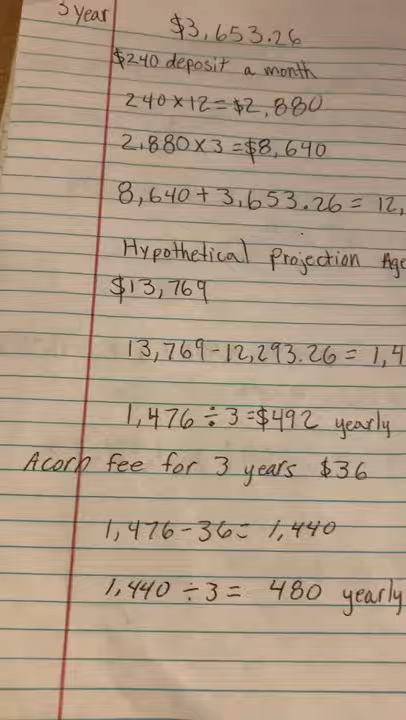 3 year
$3,653.26
$240 deposit a month
240 × 12 = $2,880
2,880 × 3 = $8,640
8,640 + 3,653.26 = 12,
Hypothetical Projection Age
$13,769
13,769 - 12,293.26 = 1,4
1,476 ÷ 3 = $492 yearly
Acorn fee for 3 years $36
1,476 - 36 = 1,440
1,440 ÷ 3 = 480 yearly